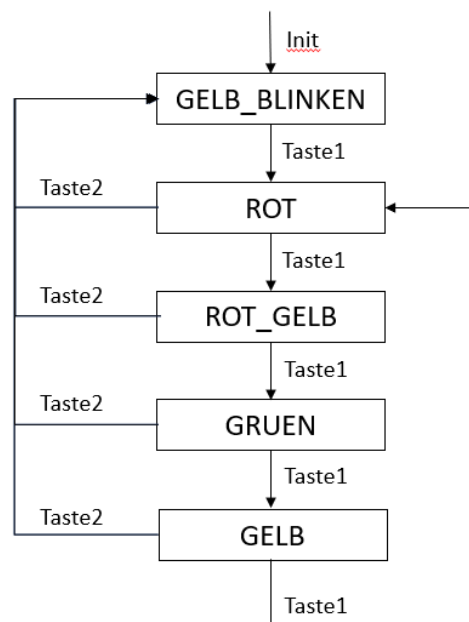 Init
GELB_BLINKEN
Taste1
Taste2
ROT
Taste1
Taste2
ROT_GELB
Taste1
Taste2
GRUEN
Taste1
Taste2
GELB
Taste1